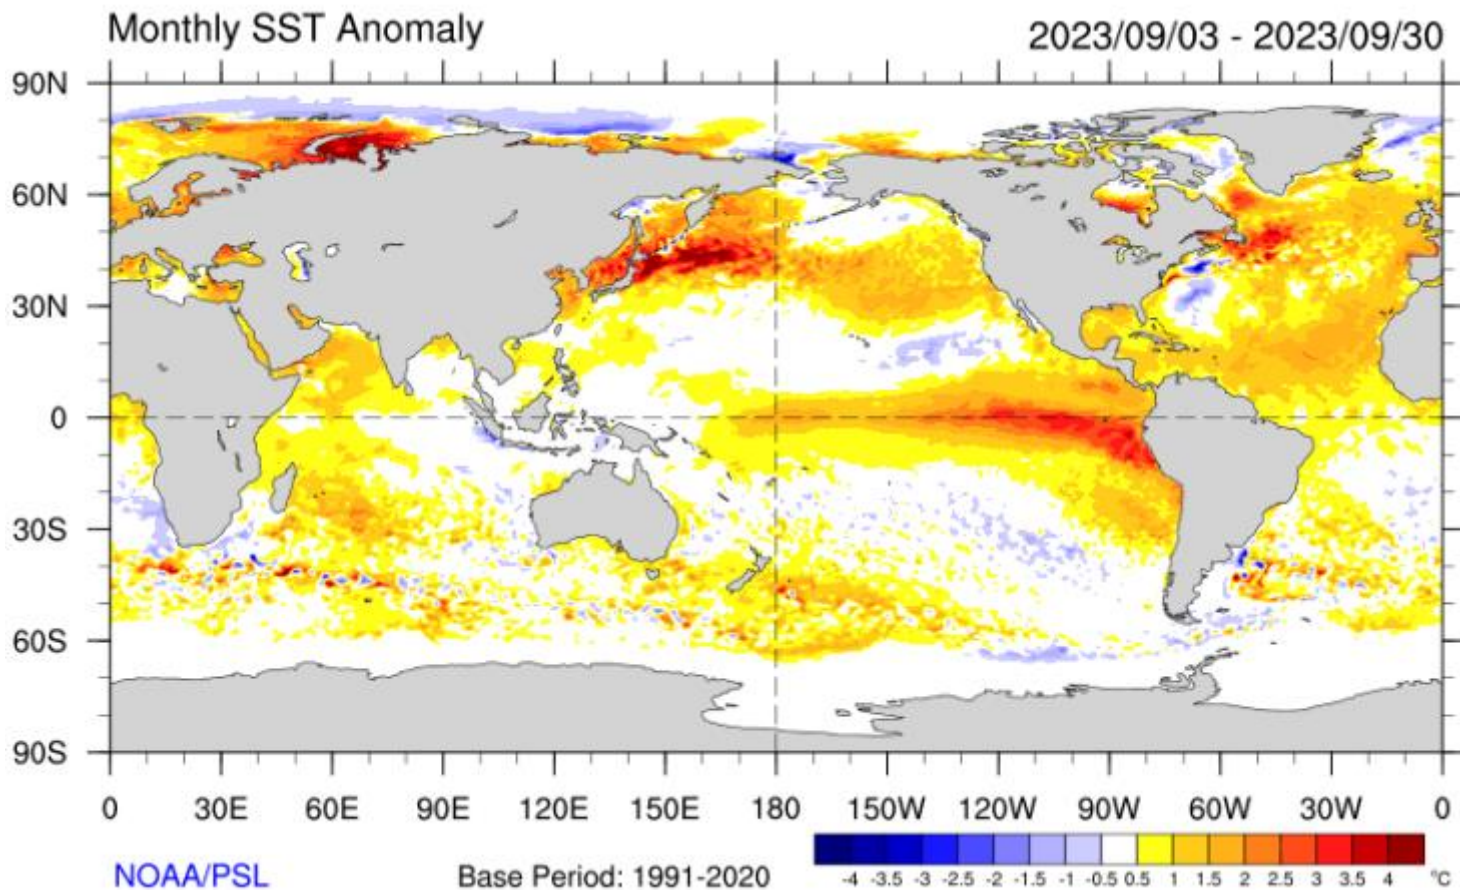 Monthly SST Anomaly 2023/09/03 - 2023/09/30
90N
60N
30N
0
30S
60S
90S
0 30E 60E 90E 120E 150E 180 150W 120W 90W 60W 30W 0
NOAA/PSL Base Period: 1991-2020
-4 -3.5 -3 -2.5 -2 -1.5 -1 -0.5 0.5 1 1.5 2 2.5 3 3.5 4 °C